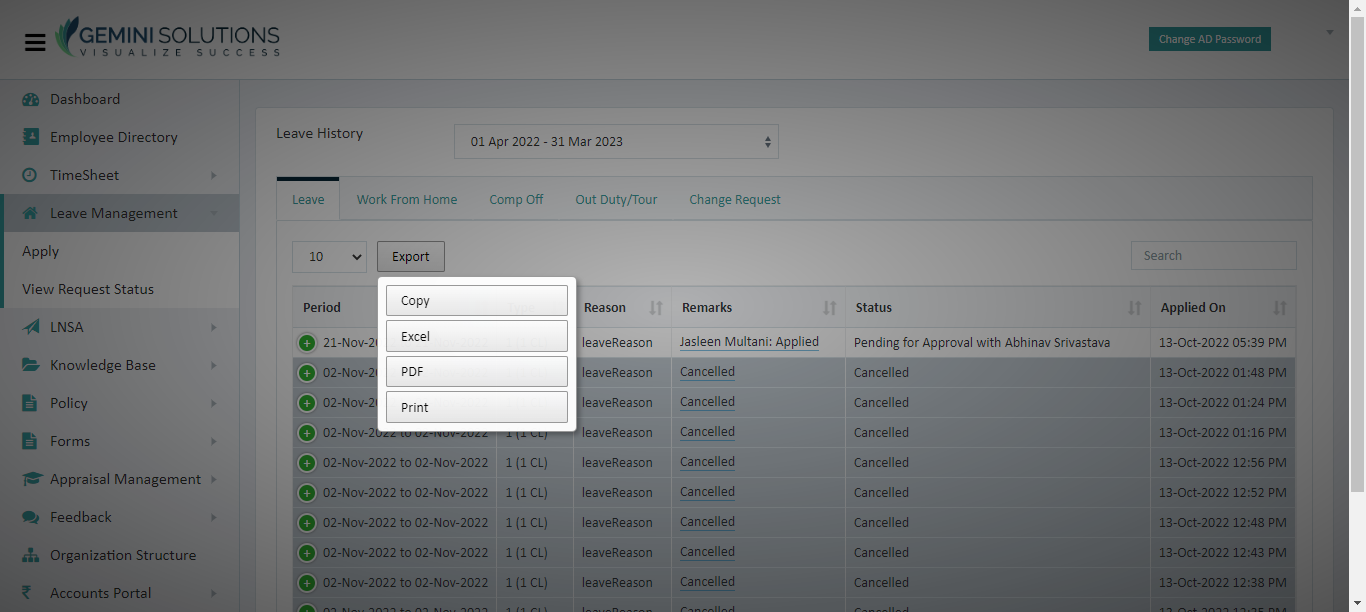 GEMINI SOLUTIONS
VISUALIZE SUCCESS
Change AD Password
Dashboard
Employee Directory
TimeSheet
Leave Management
Apply
View Request Status
LNSA
Knowledge Base
Policy
Forms
Appraisal Management
Feedback
Organization Structure
Accounts Portal
Leave History
01 Apr 2022 - 31 Mar 2023
Leave Work From Home Comp Off Out Duty/Tour Change Request
10 Export Search
Copy
Excel
PDF
Print
Period Reason Remarks Status Applied On
21-Nov-20 leaveReason Jasleen Multani: Applied Pending for Approval with Abhinav Srivastava 13-Oct-2022 05:39 PM
02-Nov-20 leaveReason Cancelled Cancelled 13-Oct-2022 01:48 PM
02-Nov-20 leaveReason Cancelled Cancelled 13-Oct-2022 01:24 PM
02-Nov-2022 to 02-Nov-2022 1 (1 CL) leaveReason Cancelled Cancelled 13-Oct-2022 01:16 PM
02-Nov-2022 to 02-Nov-2022 1 (1 CL) leaveReason Cancelled Cancelled 13-Oct-2022 12:56 PM
02-Nov-2022 to 02-Nov-2022 1 (1 CL) leaveReason Cancelled Cancelled 13-Oct-2022 12:52 PM
02-Nov-2022 to 02-Nov-2022 1 (1 CL) leaveReason Cancelled Cancelled 13-Oct-2022 12:48 PM
02-Nov-2022 to 02-Nov-2022 1 (1 CL) leaveReason Cancelled Cancelled 13-Oct-2022 12:43 PM
02-Nov-2022 to 02-Nov-2022 1 (1 CL) leaveReason Cancelled Cancelled 13-Oct-2022 12:38 PM